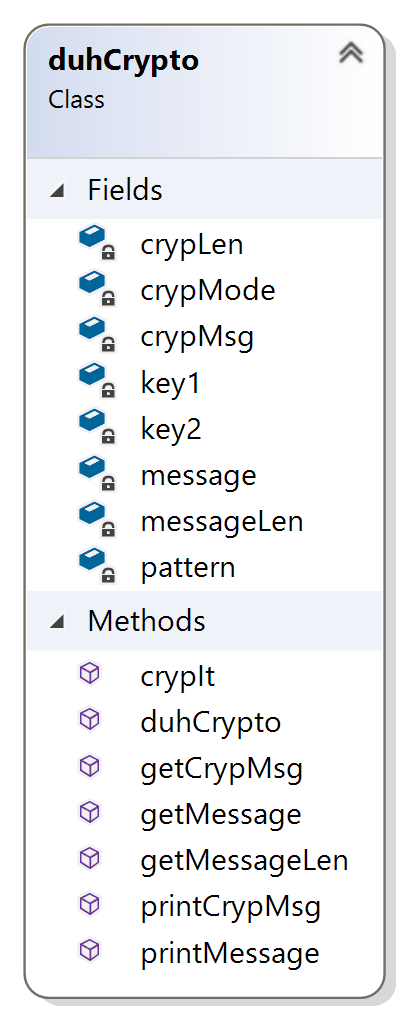 duhCrypto
Class
Fields
crypLen
crypMode
crypMsg
key1
key2
message
messageLen
pattern
Methods
crypIt
duhCrypto
getCrypMsg
getMessage
getMessageLen
printCrypMsg
printMessage